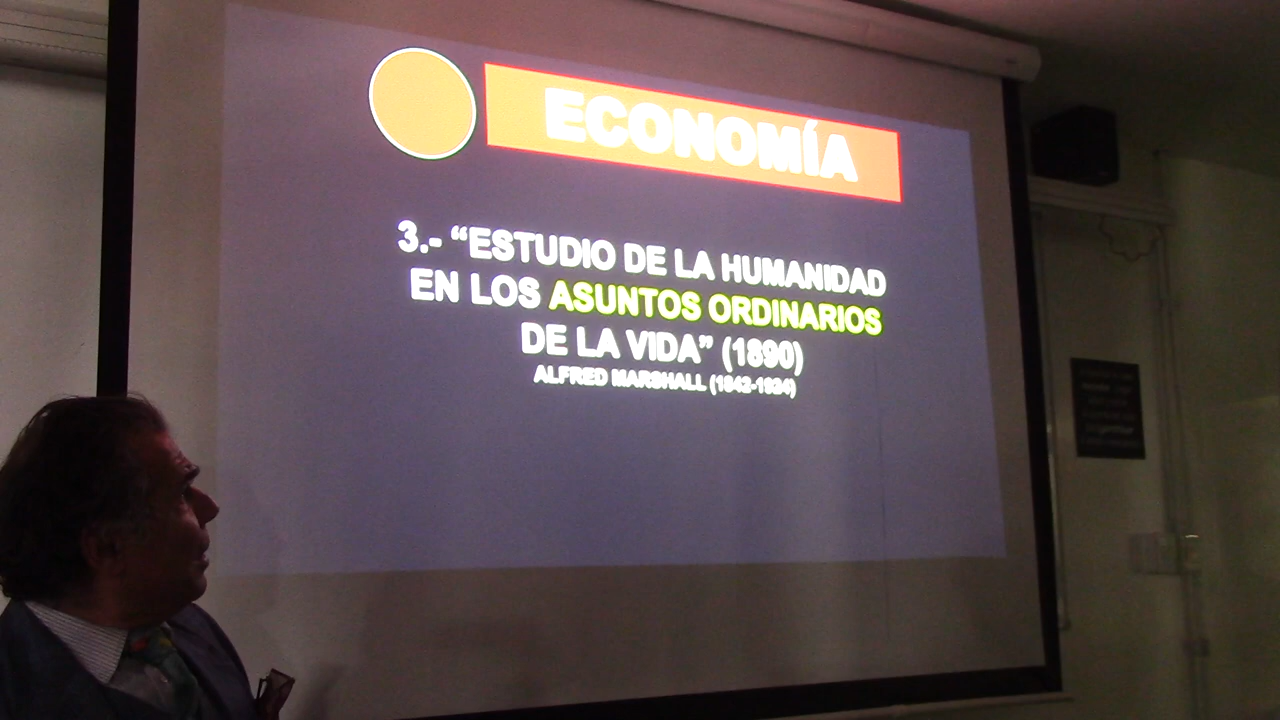 ECONOMÍA
3.- “ESTUDIO DE LA HUMANIDAD
EN LOS ASUNTOS ORDINARIOS
DE LA VIDA” (1890)
ALFRED MARSHALL (1842-1924)